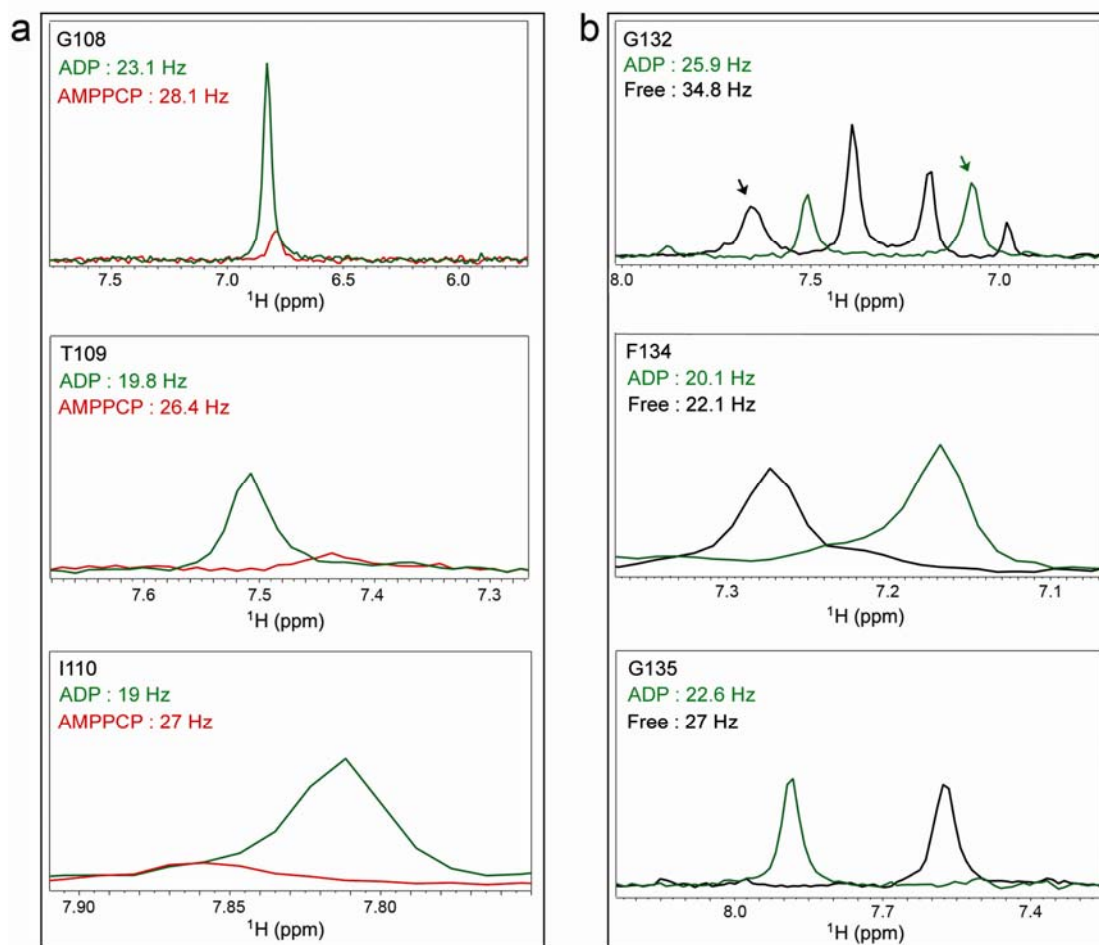 a
G108
ADP : 23.1 Hz
AMPPCP : 28.1 Hz
7.5 7.0 6.5 6.0
¹H (ppm)
T109
ADP : 19.8 Hz
AMPPCP : 26.4 Hz
7.6 7.5 7.4 7.3
¹H (ppm)
I110
ADP : 19 Hz
AMPPCP : 27 Hz
7.90 7.85 7.80
¹H (ppm)
b
G132
ADP : 25.9 Hz
Free : 34.8 Hz
8.0 7.5 7.0
¹H (ppm)
F134
ADP : 20.1 Hz
Free : 22.1 Hz
7.3 7.2 7.1
¹H (ppm)
G135
ADP : 22.6 Hz
Free : 27 Hz
8.0 7.7 7.4
¹H (ppm)